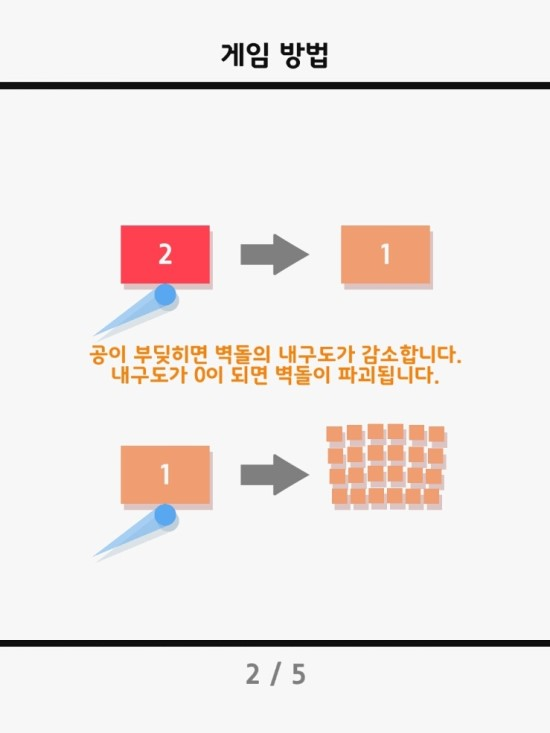 게임 방법
2
1
공이 부딪히면 벽돌의 내구도가 감소합니다.
내구도가 0이 되면 벽돌이 파괴됩니다.
1
2 / 5